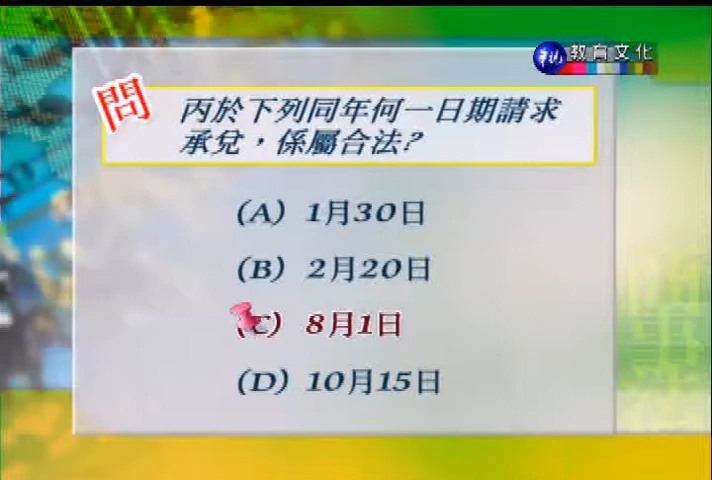 教育文化
問
丙於下列同年何一日期請求
承兌，係屬合法？
(A) 1月30日
(B) 2月20日
(C) 8月1日
(D) 10月15日